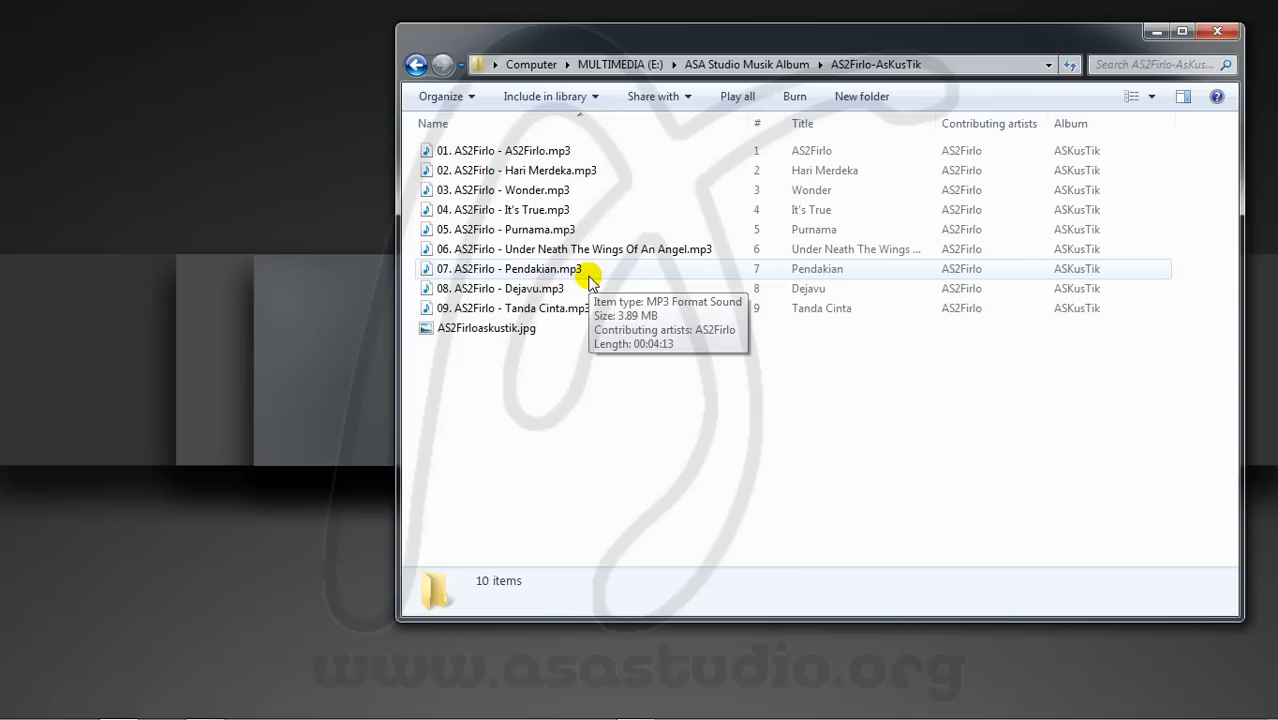 Computer MULTIMEDIA (E:) ASA Studio Musik Album AS2Firlo-AsKusTik Search AS2Firlo-AsKus...
Organize Include in library Share with Play all Burn New folder
Name # Title Contributing artists Album
01. AS2Firlo - AS2Firlo.mp3 1 AS2Firlo AS2Firlo ASKusTik
02. AS2Firlo - Hari Merdeka.mp3 2 Hari Merdeka AS2Firlo ASKusTik
03. AS2Firlo - Wonder.mp3 3 Wonder AS2Firlo ASKusTik
04. AS2Firlo - It's True.mp3 4 It's True AS2Firlo ASKusTik
05. AS2Firlo - Purnama.mp3 5 Purnama AS2Firlo ASKusTik
06. AS2Firlo - Under Neath The Wings Of An Angel.mp3 6 Under Neath The Wings ... AS2Firlo ASKusTik
07. AS2Firlo - Pendakian.mp3 7 Pendakian AS2Firlo ASKusTik
08. AS2Firlo - Dejavu.mp3 8 Dejavu AS2Firlo ASKusTik
09. AS2Firlo - Tanda Cinta.mp3 9 Tanda Cinta AS2Firlo ASKusTik
AS2Firloaskustik.jpg
Item type: MP3 Format Sound
Size: 3.89 MB
Contributing artists: AS2Firlo
Length: 00:04:13
10 items
www.asastudio.org